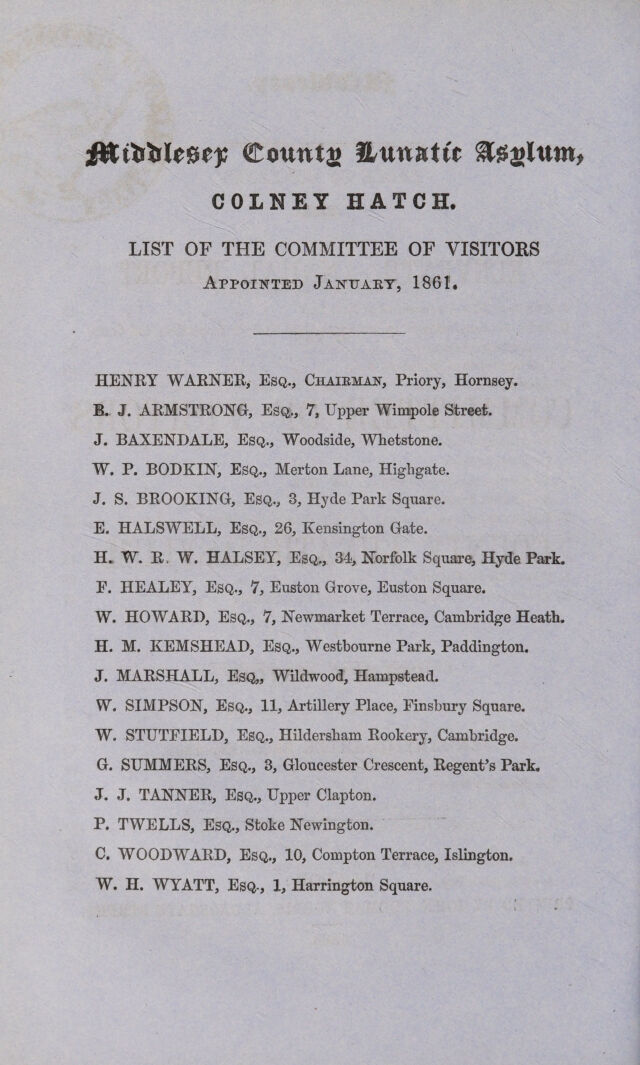 Middlesex County Lunatic Asylum,
COLNEY HATCH.
LIST OF THE COMMITTEE OF VISITORS
APPOINTED JANUARY, 1861.
HENRY WARNER, ESQ., CHAIRMAN, Priory, Hornsey.
B. J. ARMSTRONG, ESQ., 7, Upper Wimpole Street.
J. BAXENDALE, ESQ., Woodside, Whetstone.
W. P. BODKIN, ESQ., Merton Lane, Highgate.
J. S. BROOKING, ESQ., 3, Hyde Park Square.
E. HALSWELL, ESQ., 26, Kensington Gate.
H. W. R. W. HALSEY, ESQ., 34, Norfolk Square, Hyde Park.
F. HEALEY, ESQ., 7, Euston Grove, Euston Square.
W. HOWARD, ESQ., 7, Newmarket Terrace, Cambridge Heath.
H. M. KEMSHEAD, ESQ., Westbourne Park, Paddington.
J. MARSHALL, ESQ,, Wildwood, Hampstead.
W. SIMPSON, ESQ., 11, Artillery Place, Finsbury Square.
W. STUTFIELD, ESQ., Hildersham Rookery, Cambridge.
G. SUMMERS, ESQ., 3, Gloucester Crescent, Regent's Park.
J. J. TANNER, ESQ., Upper Clapton.
P. TWELLS, ESQ., Stoke Newington.
C. WOODWARD, ESQ., 10, Compton Terrace, Islington.
W. H. WYATT, ESQ., 1, Harrington Square.